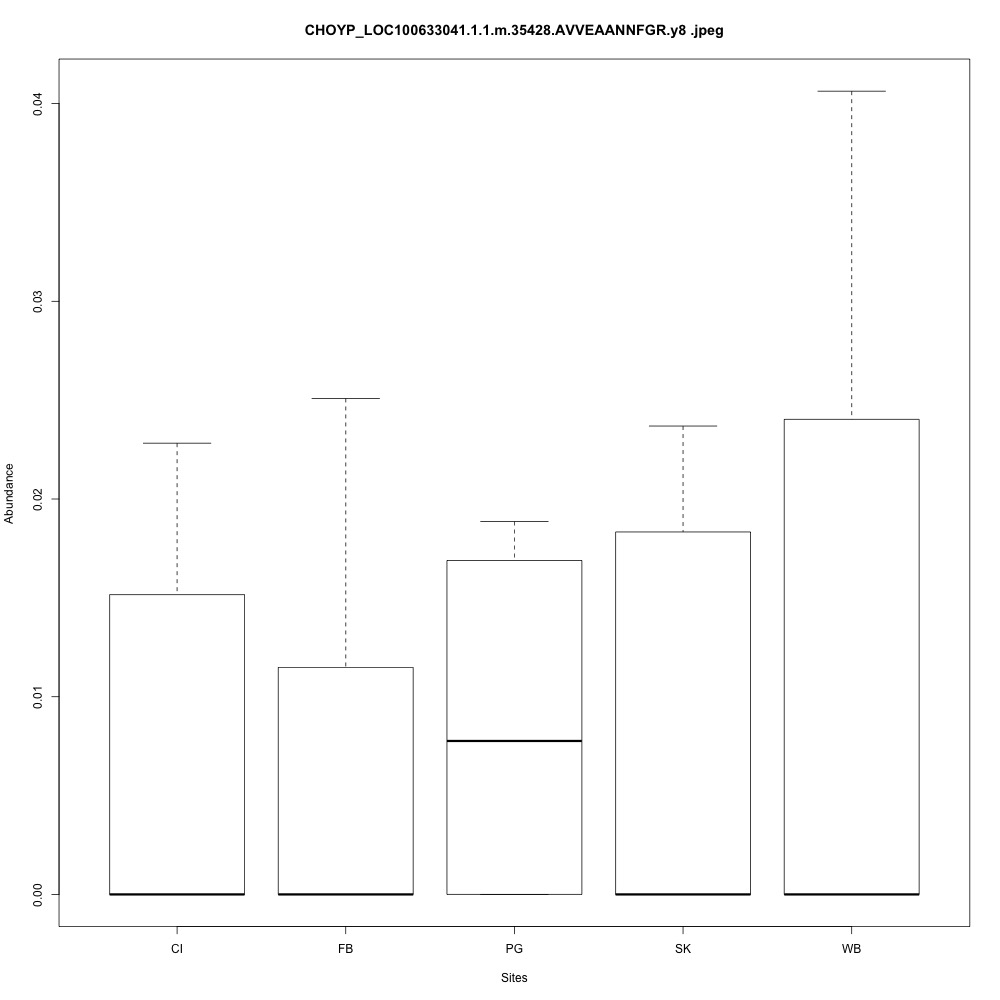 CHOYP_LOC100633041.1.1.m.35428.AVVEAANNFGR.y8 .jpeg
0.04
0.03
0.02
0.01
0.00
Abundance
CI FB PG SK WB
Sites